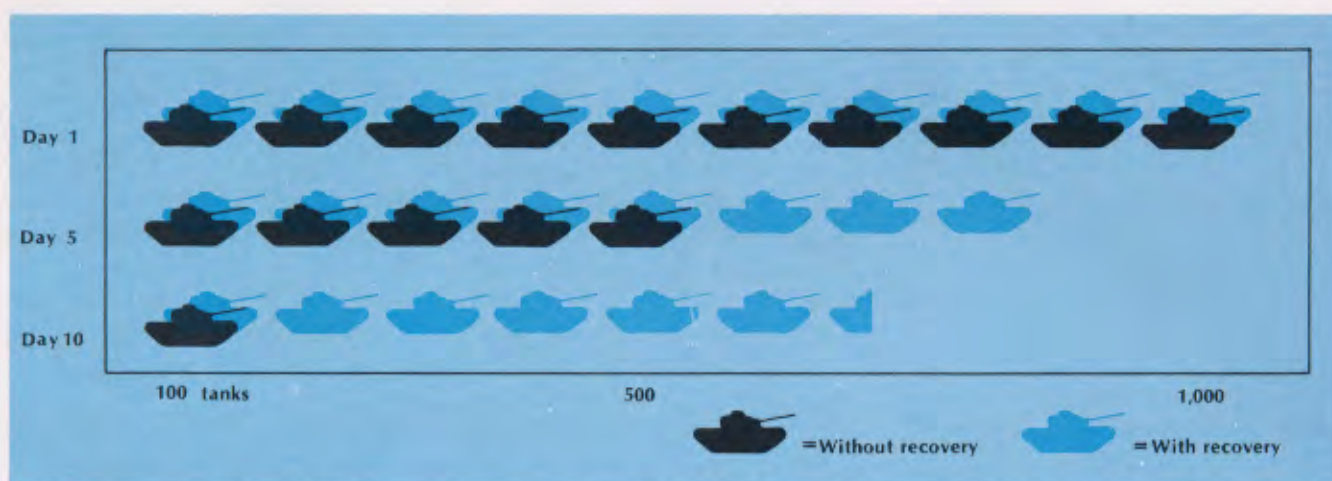 Day 1
Day 5
Day 10
100 tanks 500 1,000
=Without recovery =With recovery